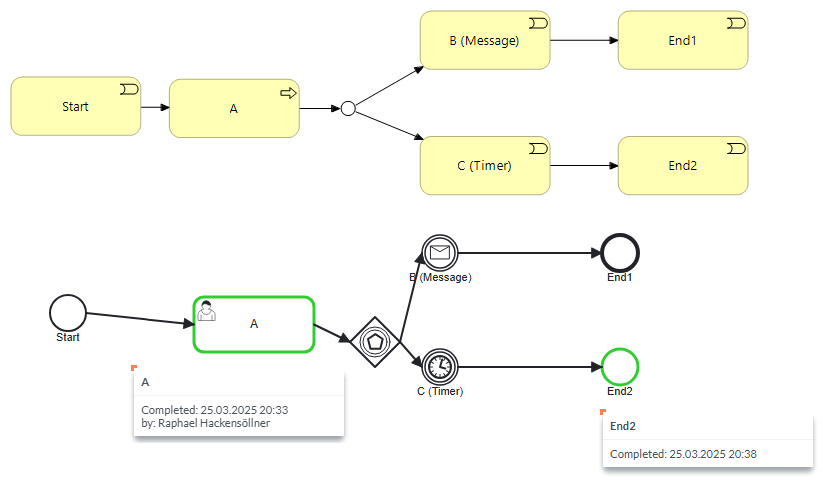 B (Message)
End1
Start
A
C (Timer)
End2
B (Message)
End1
Start
A
C (Timer)
End2
A
Completed: 25.03.2025 20:33
by: Raphael Hackensöllner
End2
Completed: 25.03.2025 20:38